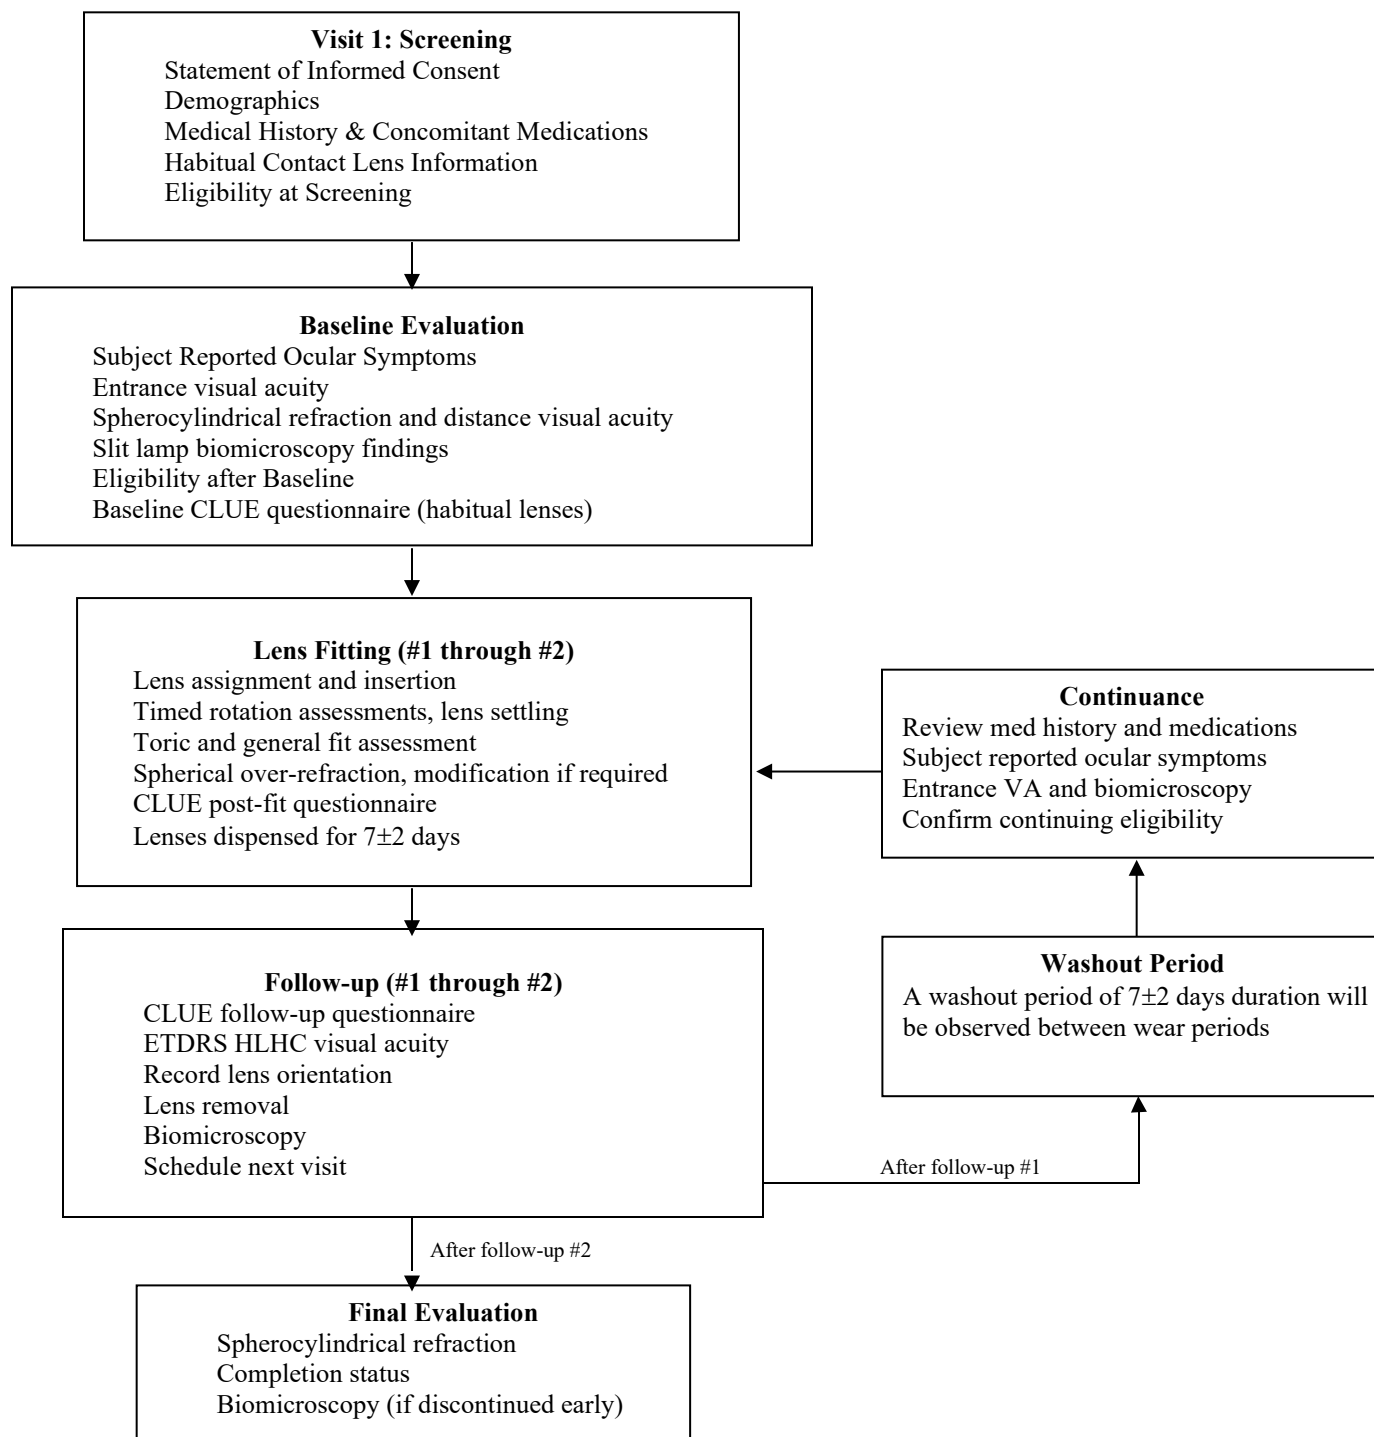 Visit 1: Screening
Statement of Informed Consent
Demographics
Medical History & Concomitant Medications
Habitual Contact Lens Information
Eligibility at Screening
Baseline Evaluation
Subject Reported Ocular Symptoms
Entrance visual acuity
Spherocylindrical refraction and distance visual acuity
Slit lamp biomicroscopy findings
Eligibility after Baseline
Baseline CLUE questionnaire (habitual lenses)
Lens Fitting (#1 through #2)
Lens assignment and insertion
Timed rotation assessments, lens settling
Toric and general fit assessment
Spherical over-refraction, modification if required
CLUE post-fit questionnaire
Lenses dispensed for 7±2 days
Continuance
Review med history and medications
Subject reported ocular symptoms
Entrance VA and biomicroscopy
Confirm continuing eligibility
Follow-up (#1 through #2)
CLUE follow-up questionnaire
ETDRS HLHC visual acuity
Record lens orientation
Lens removal
Biomicroscopy
Schedule next visit
Washout Period
A washout period of 7±2 days duration will
be observed between wear periods
After follow-up #1
After follow-up #2
Final Evaluation
Spherocylindrical refraction
Completion status
Biomicroscopy (if discontinued early)